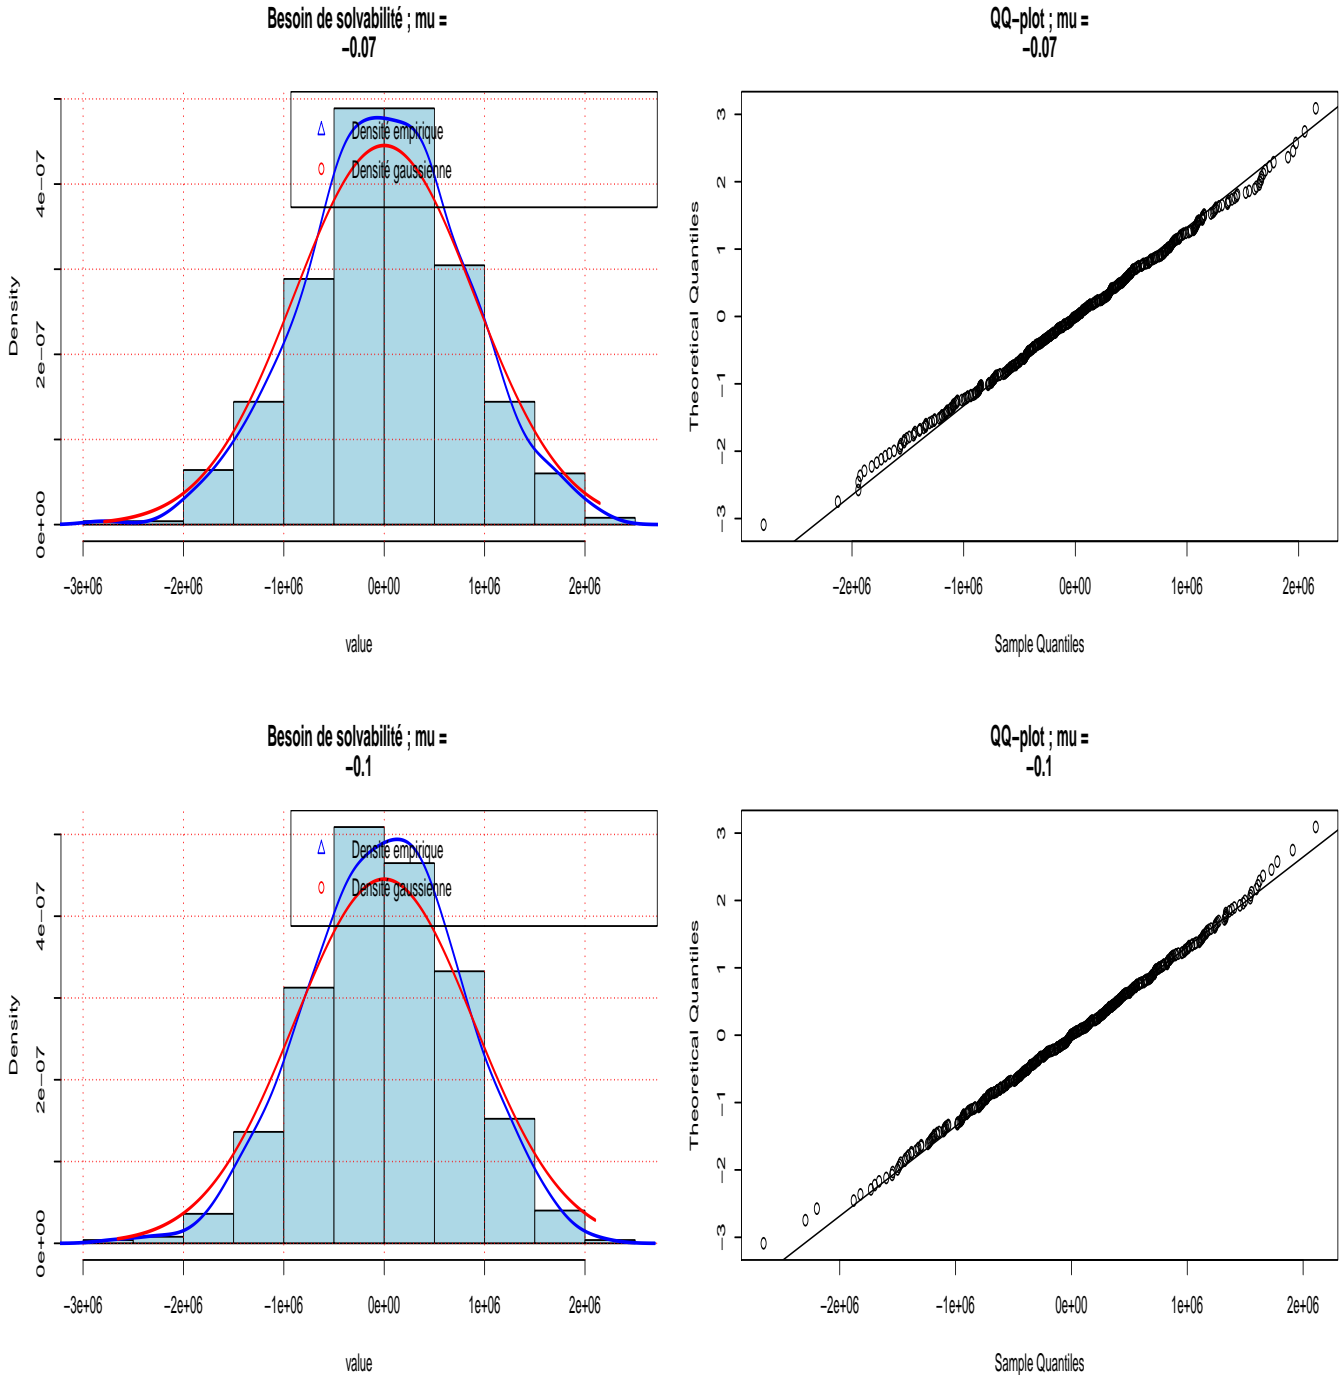 Besoin de solvabilité ; mu =
−0.07
Densité empirique
Densité gaussienne
Density
0e+00
2e−07
4e−07
−3e+06
−2e+06
−1e+06
0e+00
1e+06
2e+06
value
QQ−plot ; mu =
−0.07
Theoretical Quantiles
3
2
1
0
−1
−2
−3
−2e+06
−1e+06
0e+00
1e+06
2e+06
Sample Quantiles
Besoin de solvabilité ; mu =
−0.1
Densité empirique
Densité gaussienne
Density
0e+00
2e−07
4e−07
−3e+06
−2e+06
−1e+06
0e+00
1e+06
2e+06
value
QQ−plot ; mu =
−0.1
Theoretical Quantiles
3
2
1
0
−1
−2
−3
−2e+06
−1e+06
0e+00
1e+06
2e+06
Sample Quantiles